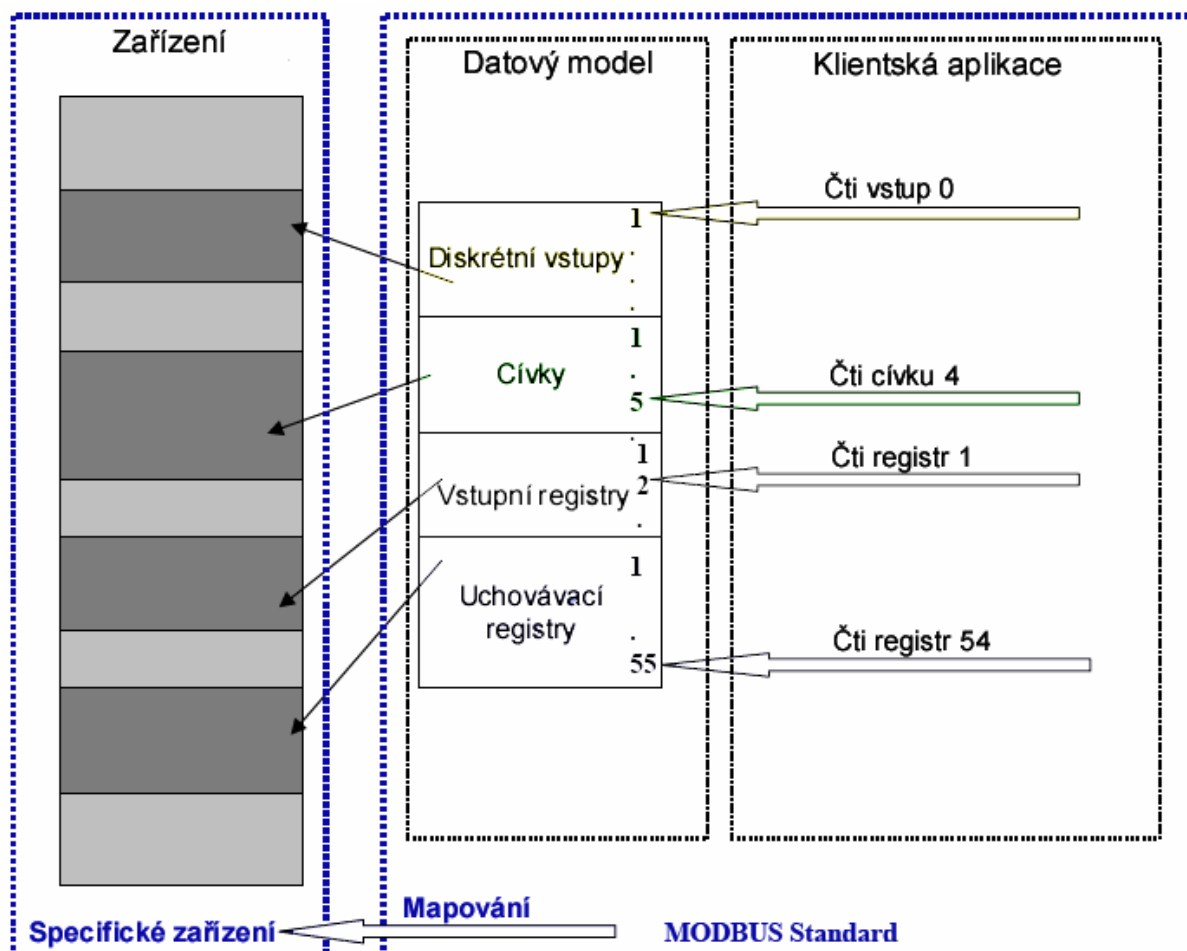 Zařízení
Datový model
Klientská aplikace
Čti vstup 0
1
Diskrétní vstupy
.
.
.
1
Cívky
.
5
.
Čti cívku 4
1
Vstupní registry
2
.
Čti registr 1
1
Uchovávací
registry
.
55
Čti registr 54
Mapování
Specifické zařízení
MODBUS Standard